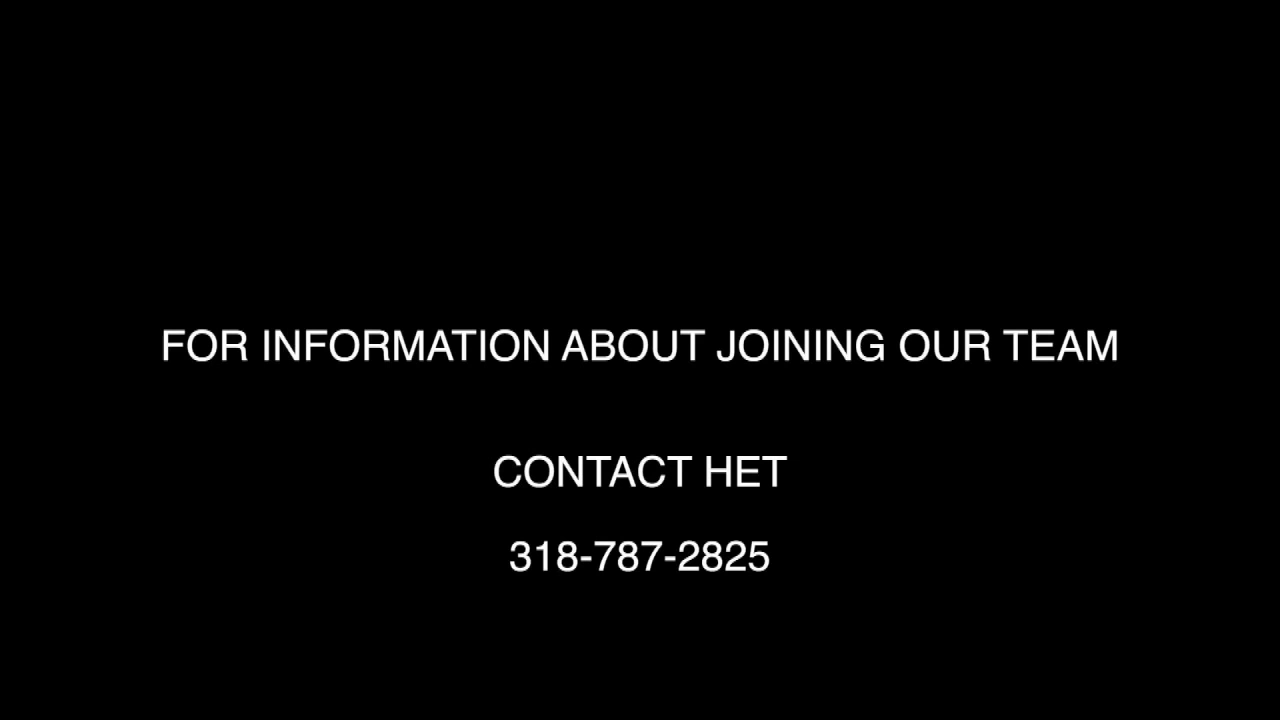 FOR INFORMATION ABOUT JOINING OUR TEAM
CONTACT HET
318-787-2825